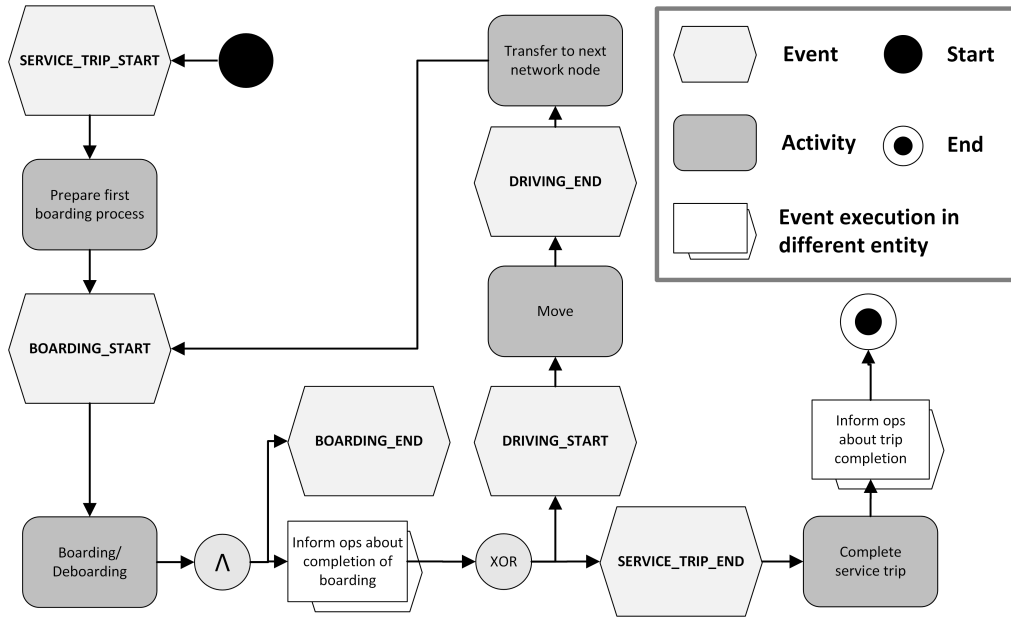 SERVICE_TRIP_START
Transfer to next
network node
Event
Start
Activity
End
Event execution in
different entity
Prepare first
boarding process
DRIVING_END
Move
BOARDING_START
BOARDING_END
DRIVING_START
Inform ops
about trip
completion
Boarding/
Deboarding
Λ
Inform ops about
completion of
boarding
XOR
SERVICE_TRIP_END
Complete
service trip